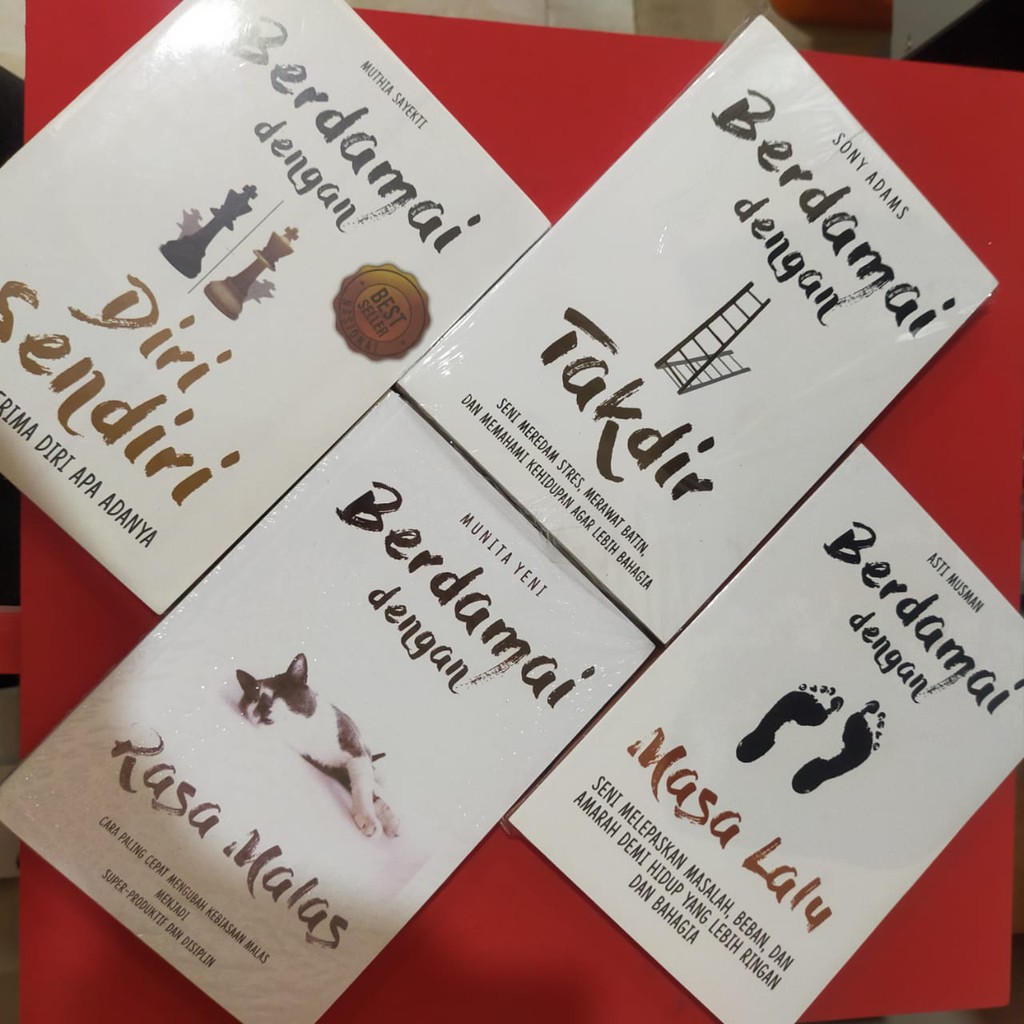 MUTHIA SAYEKTI
Berdamai
dengan
Diri
Sendiri
BEST
SELLER
NASIONAL
DIRI APA ADANYA
SONY ADAMS
Berdamai
dengan
Takdir
SENI MEREDAM STRES, MERAWAT BATIN,
DAN MEMAHAMI KEHIDUPAN AGAR LEBIH BAHAGIA
MUNITA YENI
Berdamai
dengan
Rasa Malas
CARA PALING CEPAT MENGUBAH KEBIASAAN MALAS
MENJADI
SUPER-PRODUKTIF DAN DISIPLIN
ASTI MUSMAN
Berdamai
dengan
Masa Lalu
SENI MELEPASKAN MASALAH, BEBAN, DAN
AMARAH DEMI HIDUP YANG LEBIH RINGAN
DAN BAHAGIA